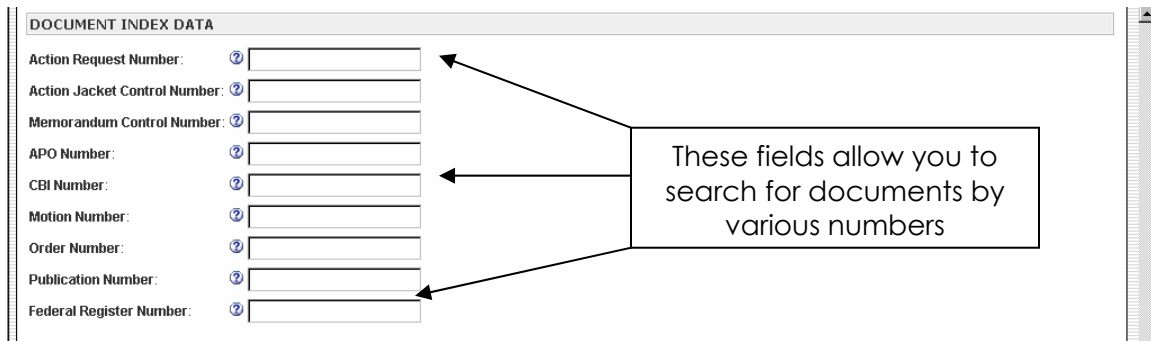 DOCUMENT INDEX DATA
Action Request Number:
Action Jacket Control Number:
Memorandum Control Number:
APO Number:
CBI Number:
Motion Number:
Order Number:
Publication Number:
Federal Register Number:
These fields allow you to
search for documents by
various numbers